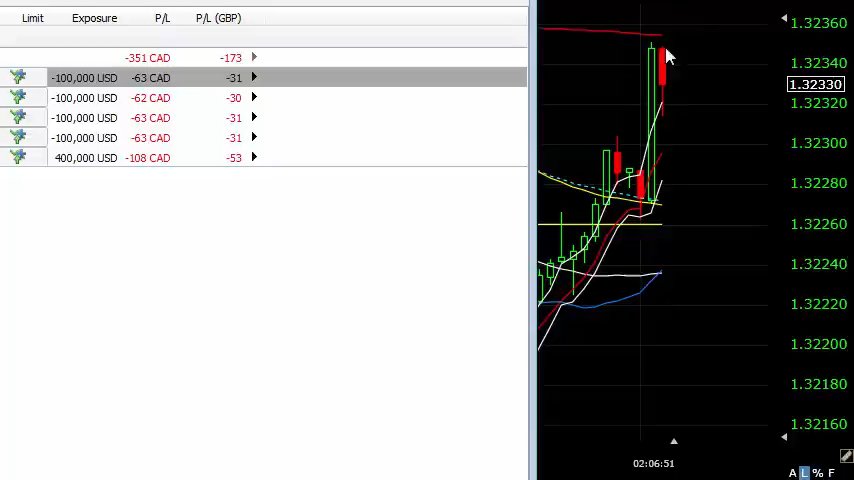 Limit Exposure P/L P/L (GBP)
-351 CAD -173
-100,000 USD -63 CAD -31
-100,000 USD -62 CAD -30
-100,000 USD -63 CAD -31
-100,000 USD -63 CAD -31
400,000 USD -108 CAD -53
1.32360
1.32340
1.32330
1.32320
1.32300
1.32280
1.32260
1.32240
1.32220
1.32200
1.32180
1.32160
02:06:51
A L % F